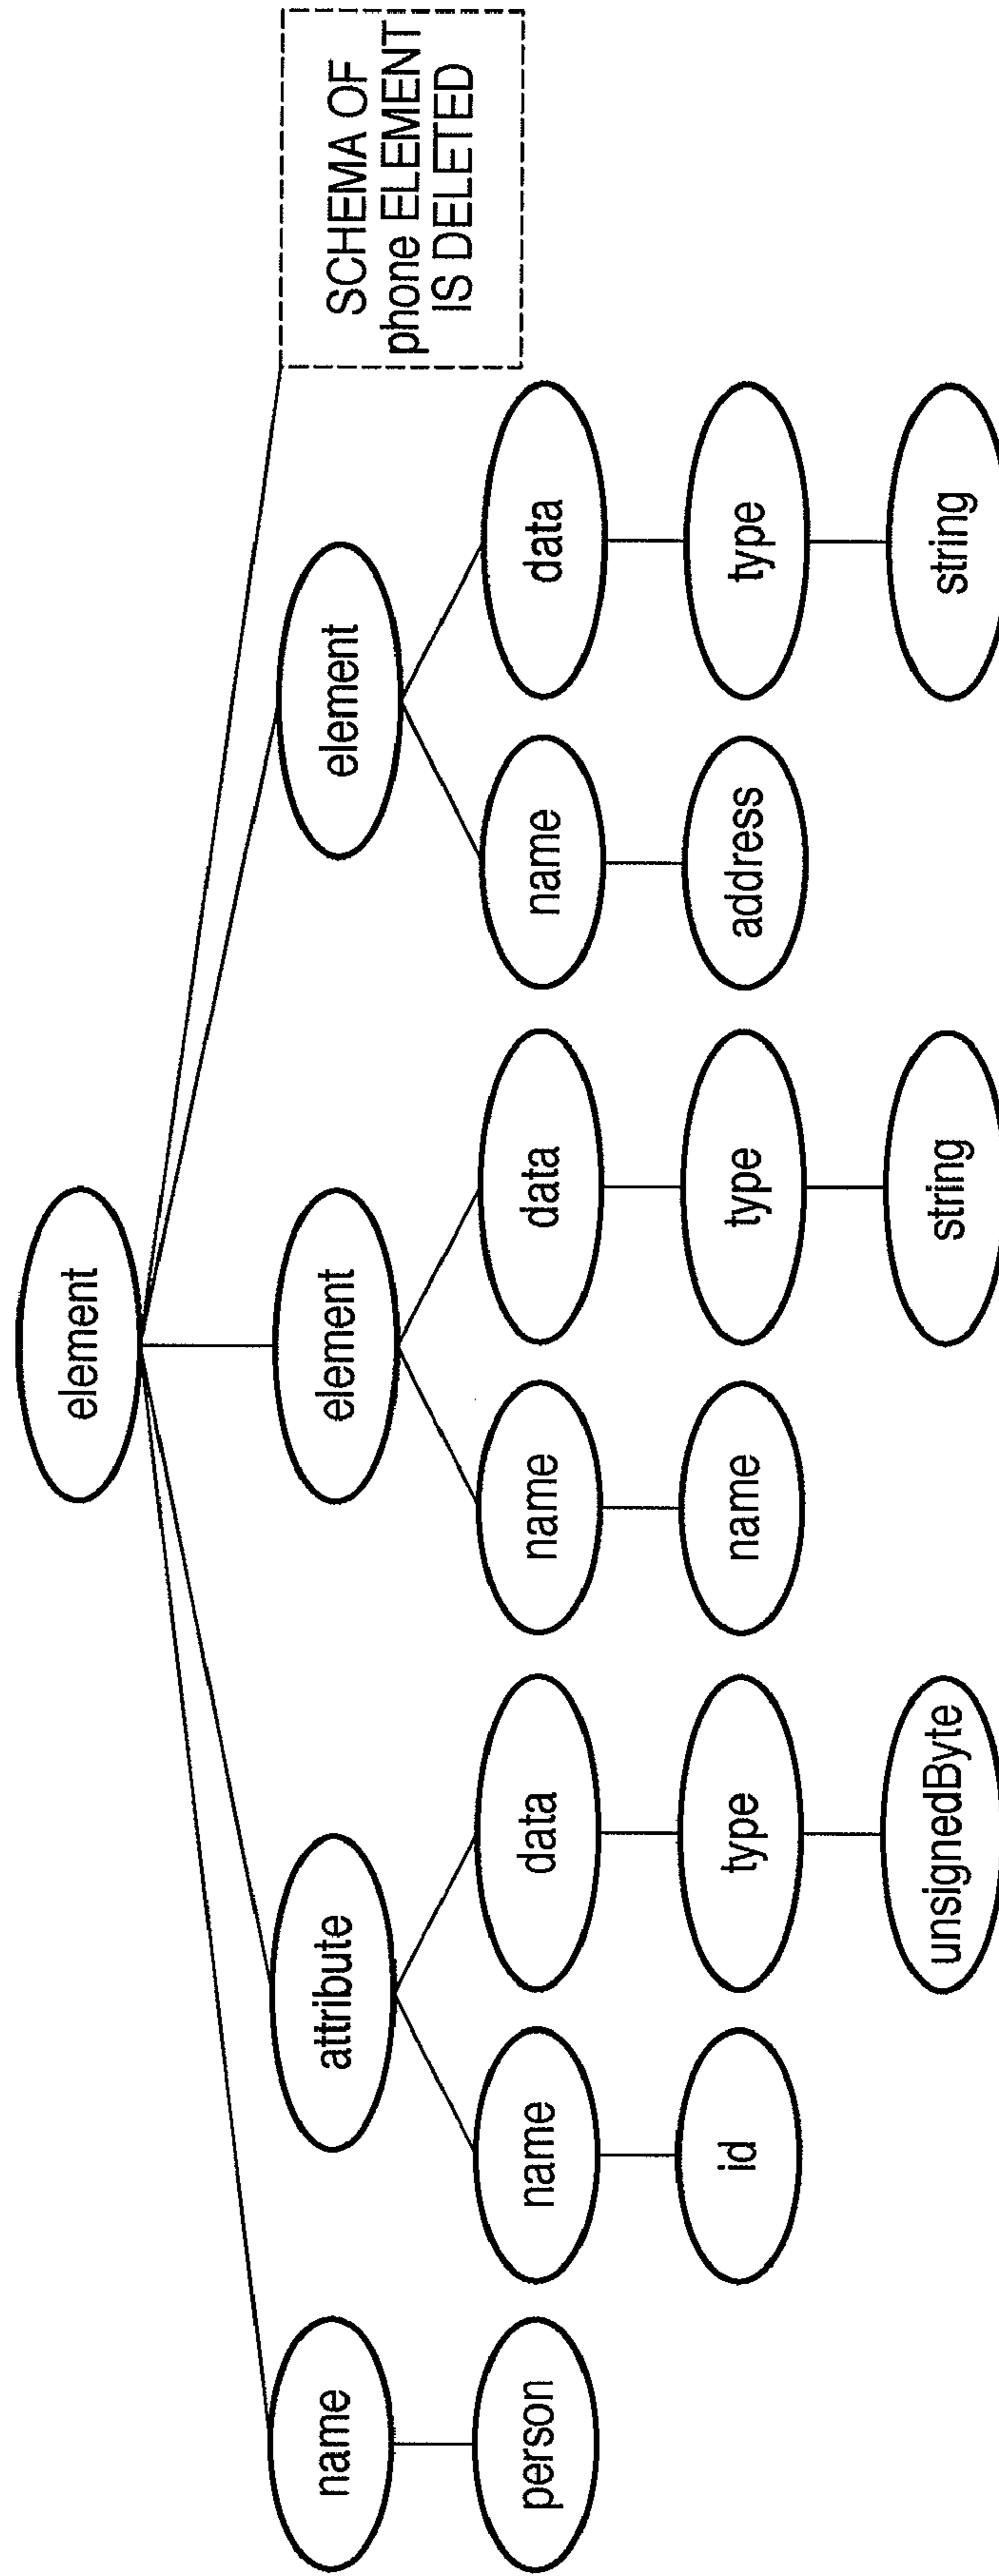 element
name
attribute
element
element
SCHEMA OF
phone ELEMENT
IS DELETED
person
name
data
name
data
name
data
id
type
name
type
address
type
unsignedByte
string
string